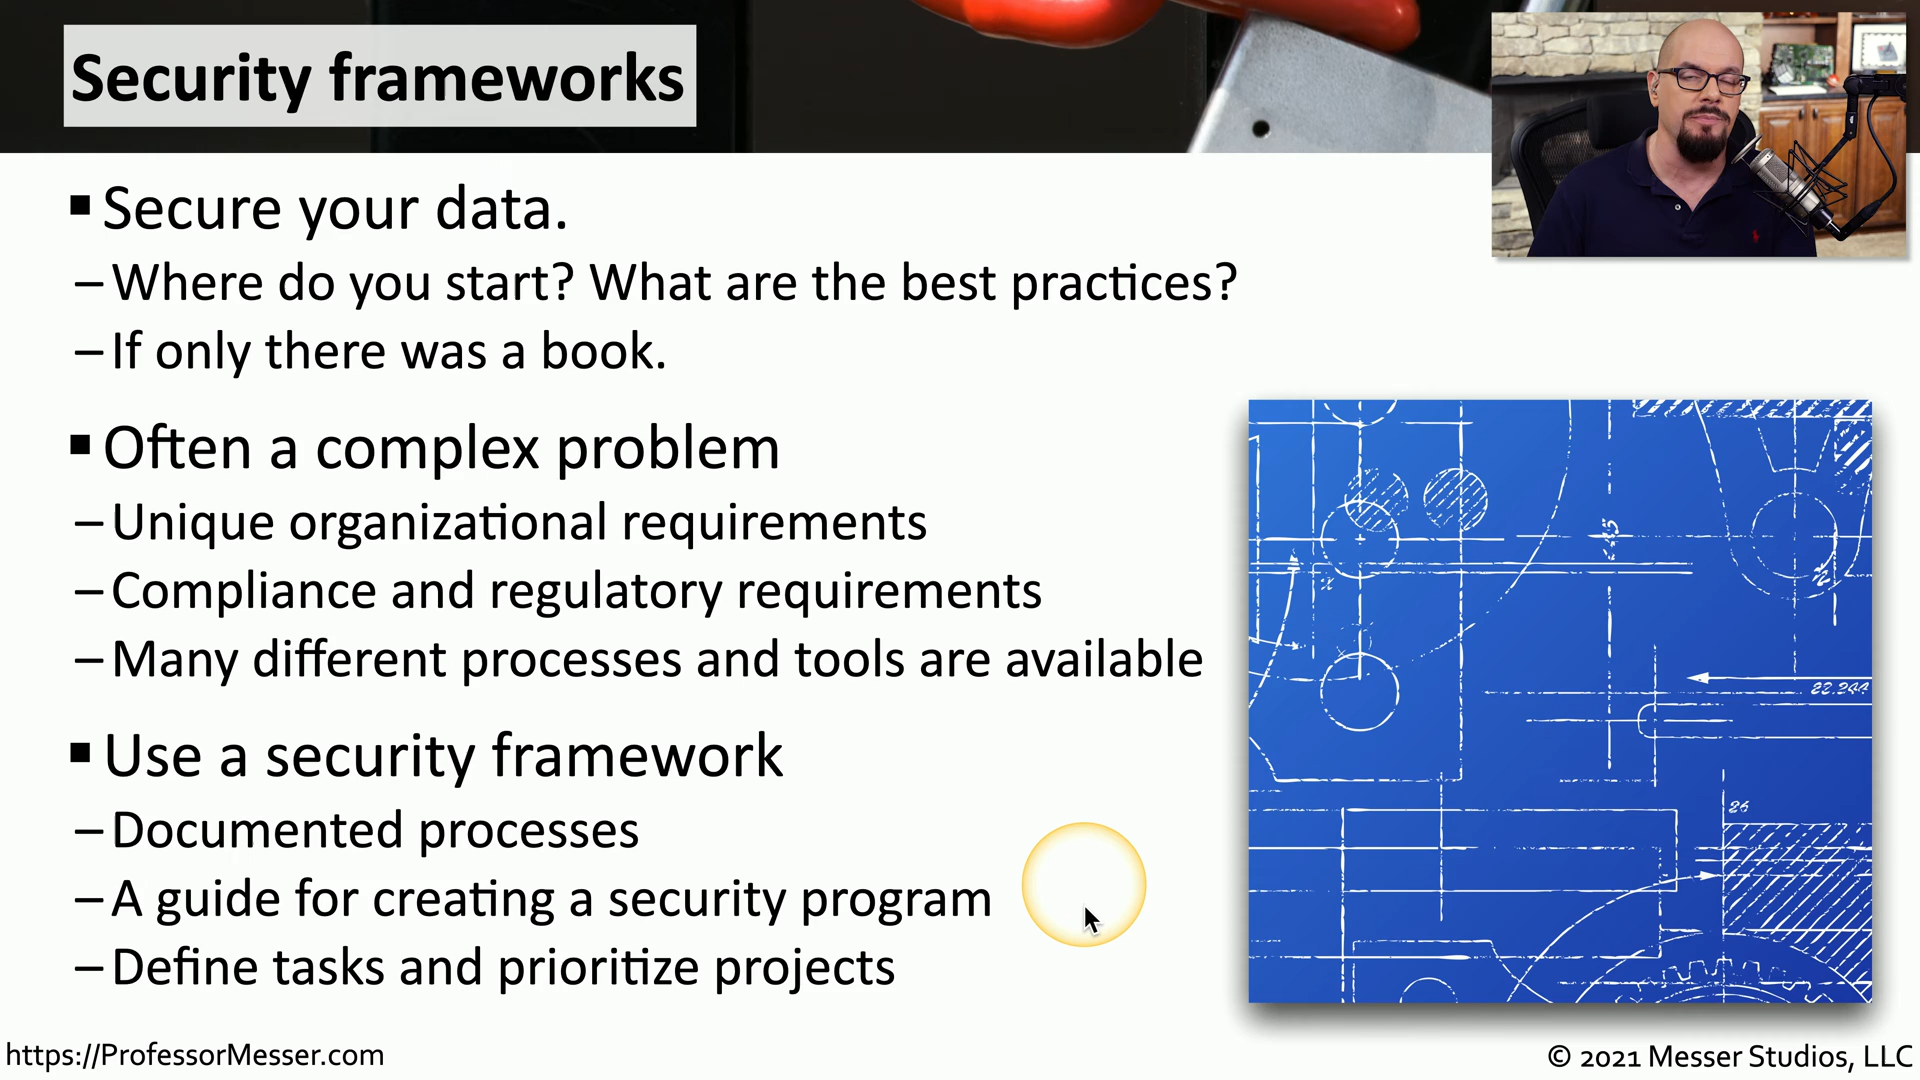 Security frameworks
▪ Secure your data.
– Where do you start? What are the best practices?
– If only there was a book.
▪ Often a complex problem
– Unique organizational requirements
– Compliance and regulatory requirements
– Many different processes and tools are available
▪ Use a security framework
– Documented processes
– A guide for creating a security program
– Define tasks and prioritize projects
22.244
26
https://ProfessorMesser.com
© 2021 Messer Studios, LLC